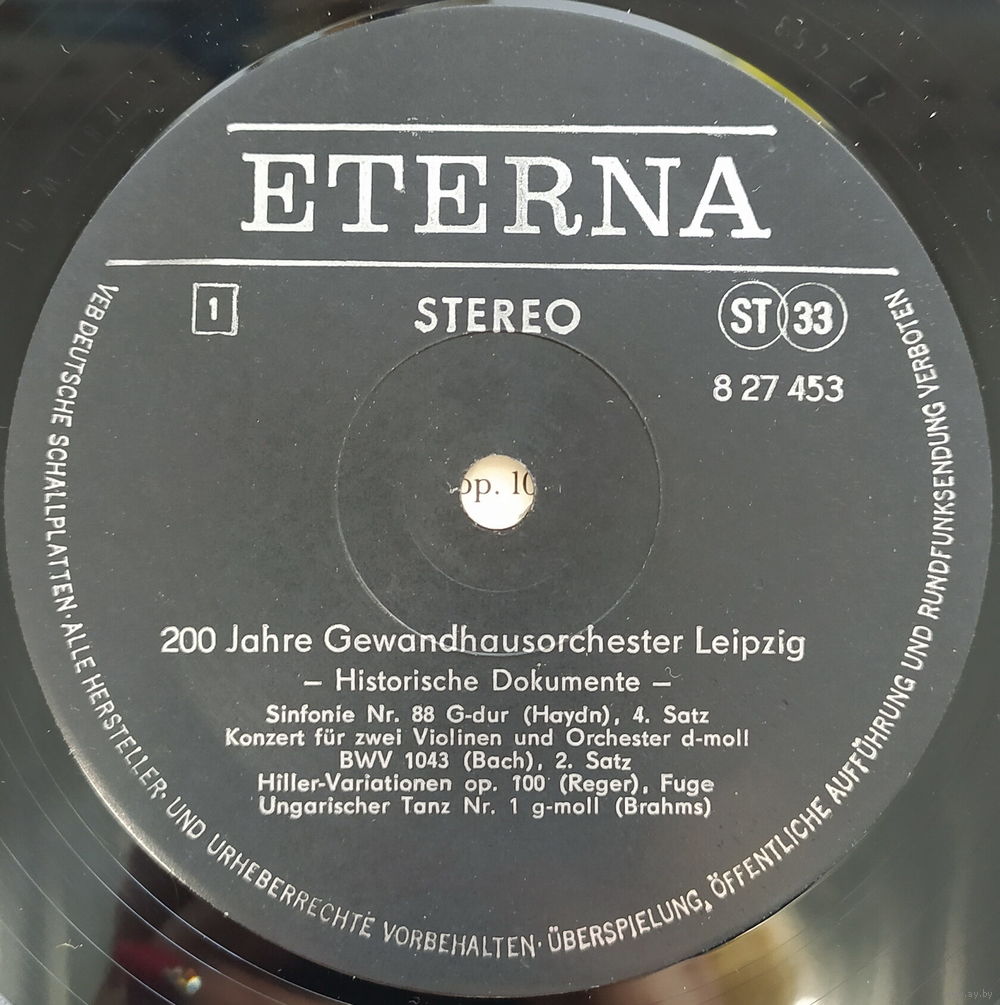 ETERNA
1
STEREO
ST 33
8 27 453
op. 10
200 Jahre Gewandhausorchester Leipzig
– Historische Dokumente –
Sinfonie Nr. 88 G-dur (Haydn), 4. Satz
Konzert für zwei Violinen und Orchester d-moll
BWV 1043 (Bach), 2. Satz
Hiller-Variationen op. 100 (Reger), Fuge
Ungarischer Tanz Nr. 1 g-moll (Brahms)
VEB DEUTSCHE SCHALLPLATTEN · ALLE HERSTELLER- UND URHEBERRECHTE VORBEHALTEN · ÜBERSPIELUNG, ÖFFENTLICHE AUFFÜHRUNG UND RUNDFUNKSENDUNG VERBOTEN